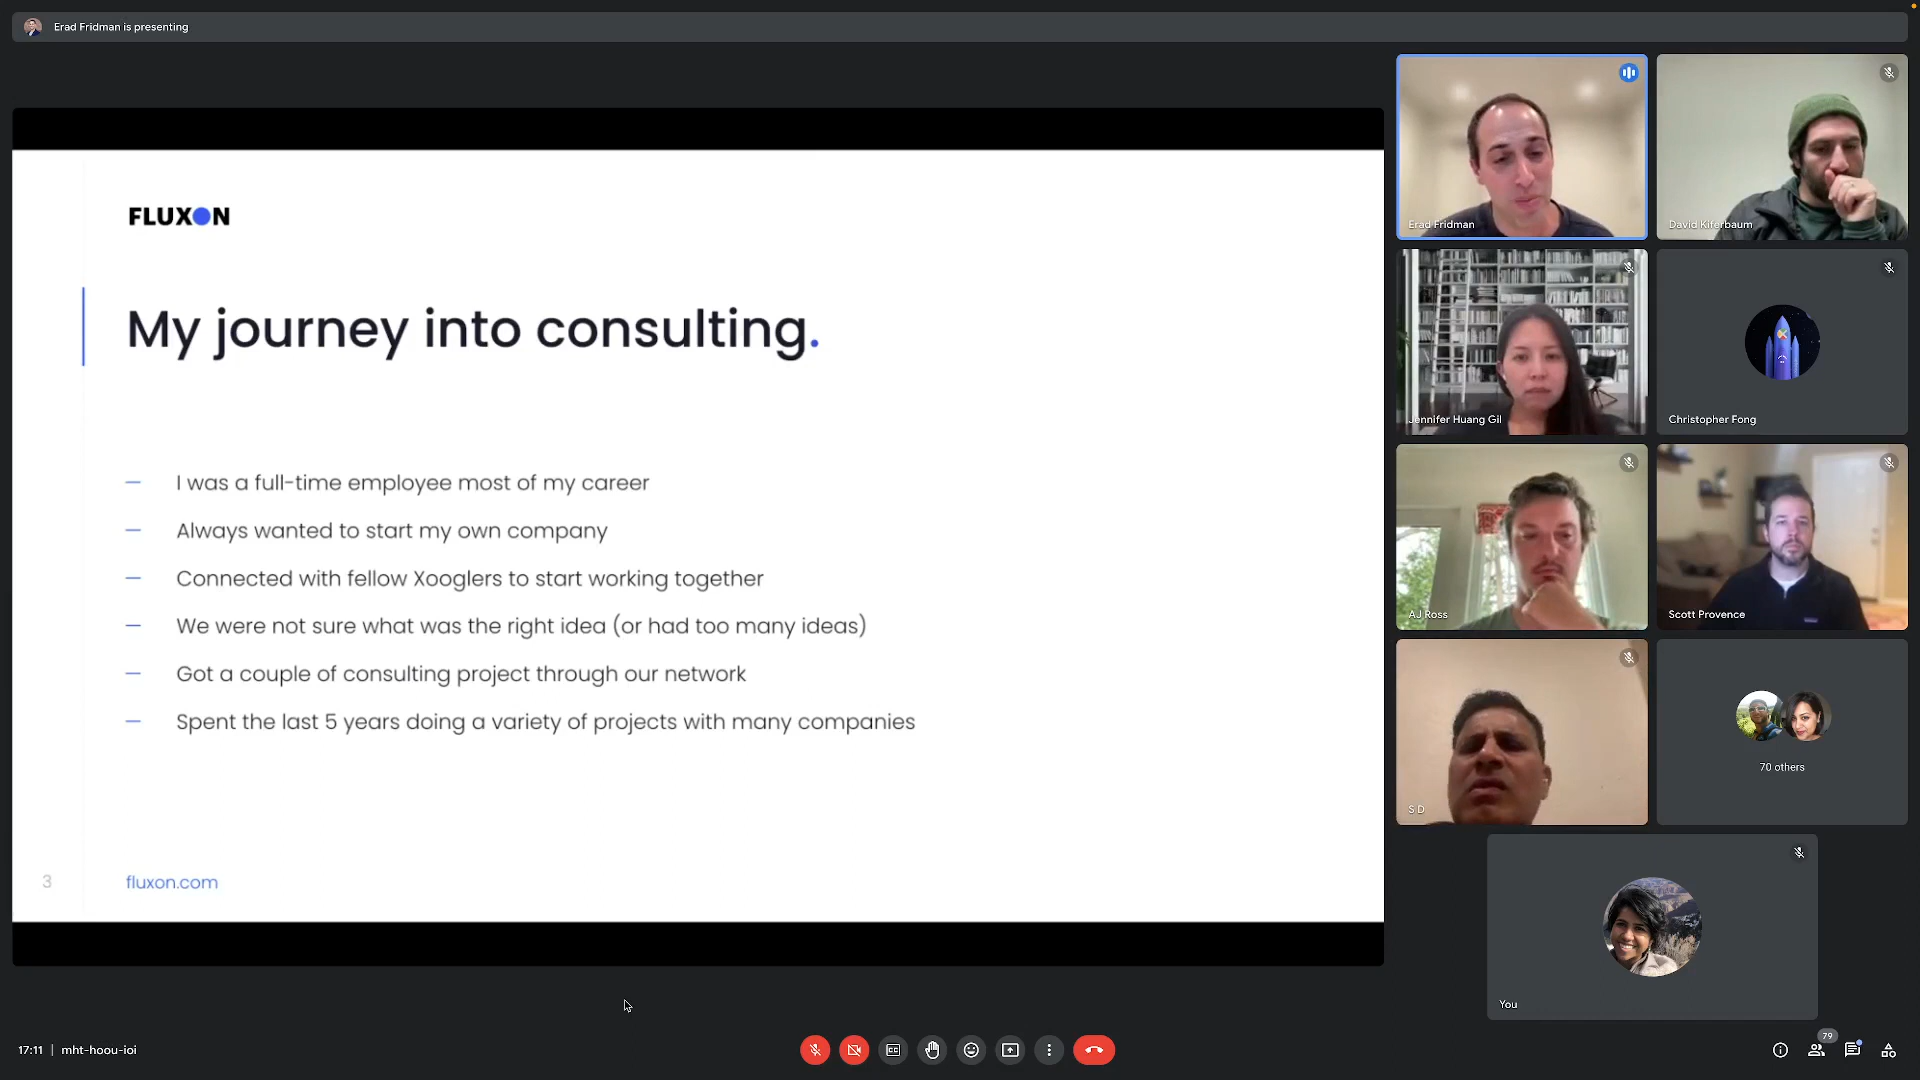 Erad Fridman is presenting
FLUXON
My journey into consulting.
— I was a full-time employee most of my career
— Always wanted to start my own company
— Connected with fellow Xooglers to start working together
— We were not sure what was the right idea (or had too many ideas)
— Got a couple of consulting project through our network
— Spent the last 5 years doing a variety of projects with many companies
3
fluxon.com
Erad Fridman
David Kiferbaum
Jennifer Huang Gil
Christopher Fong
AJ Ross
Scott Provence
S D
70 others
You
17:11 | mht-hoou-ioi
79